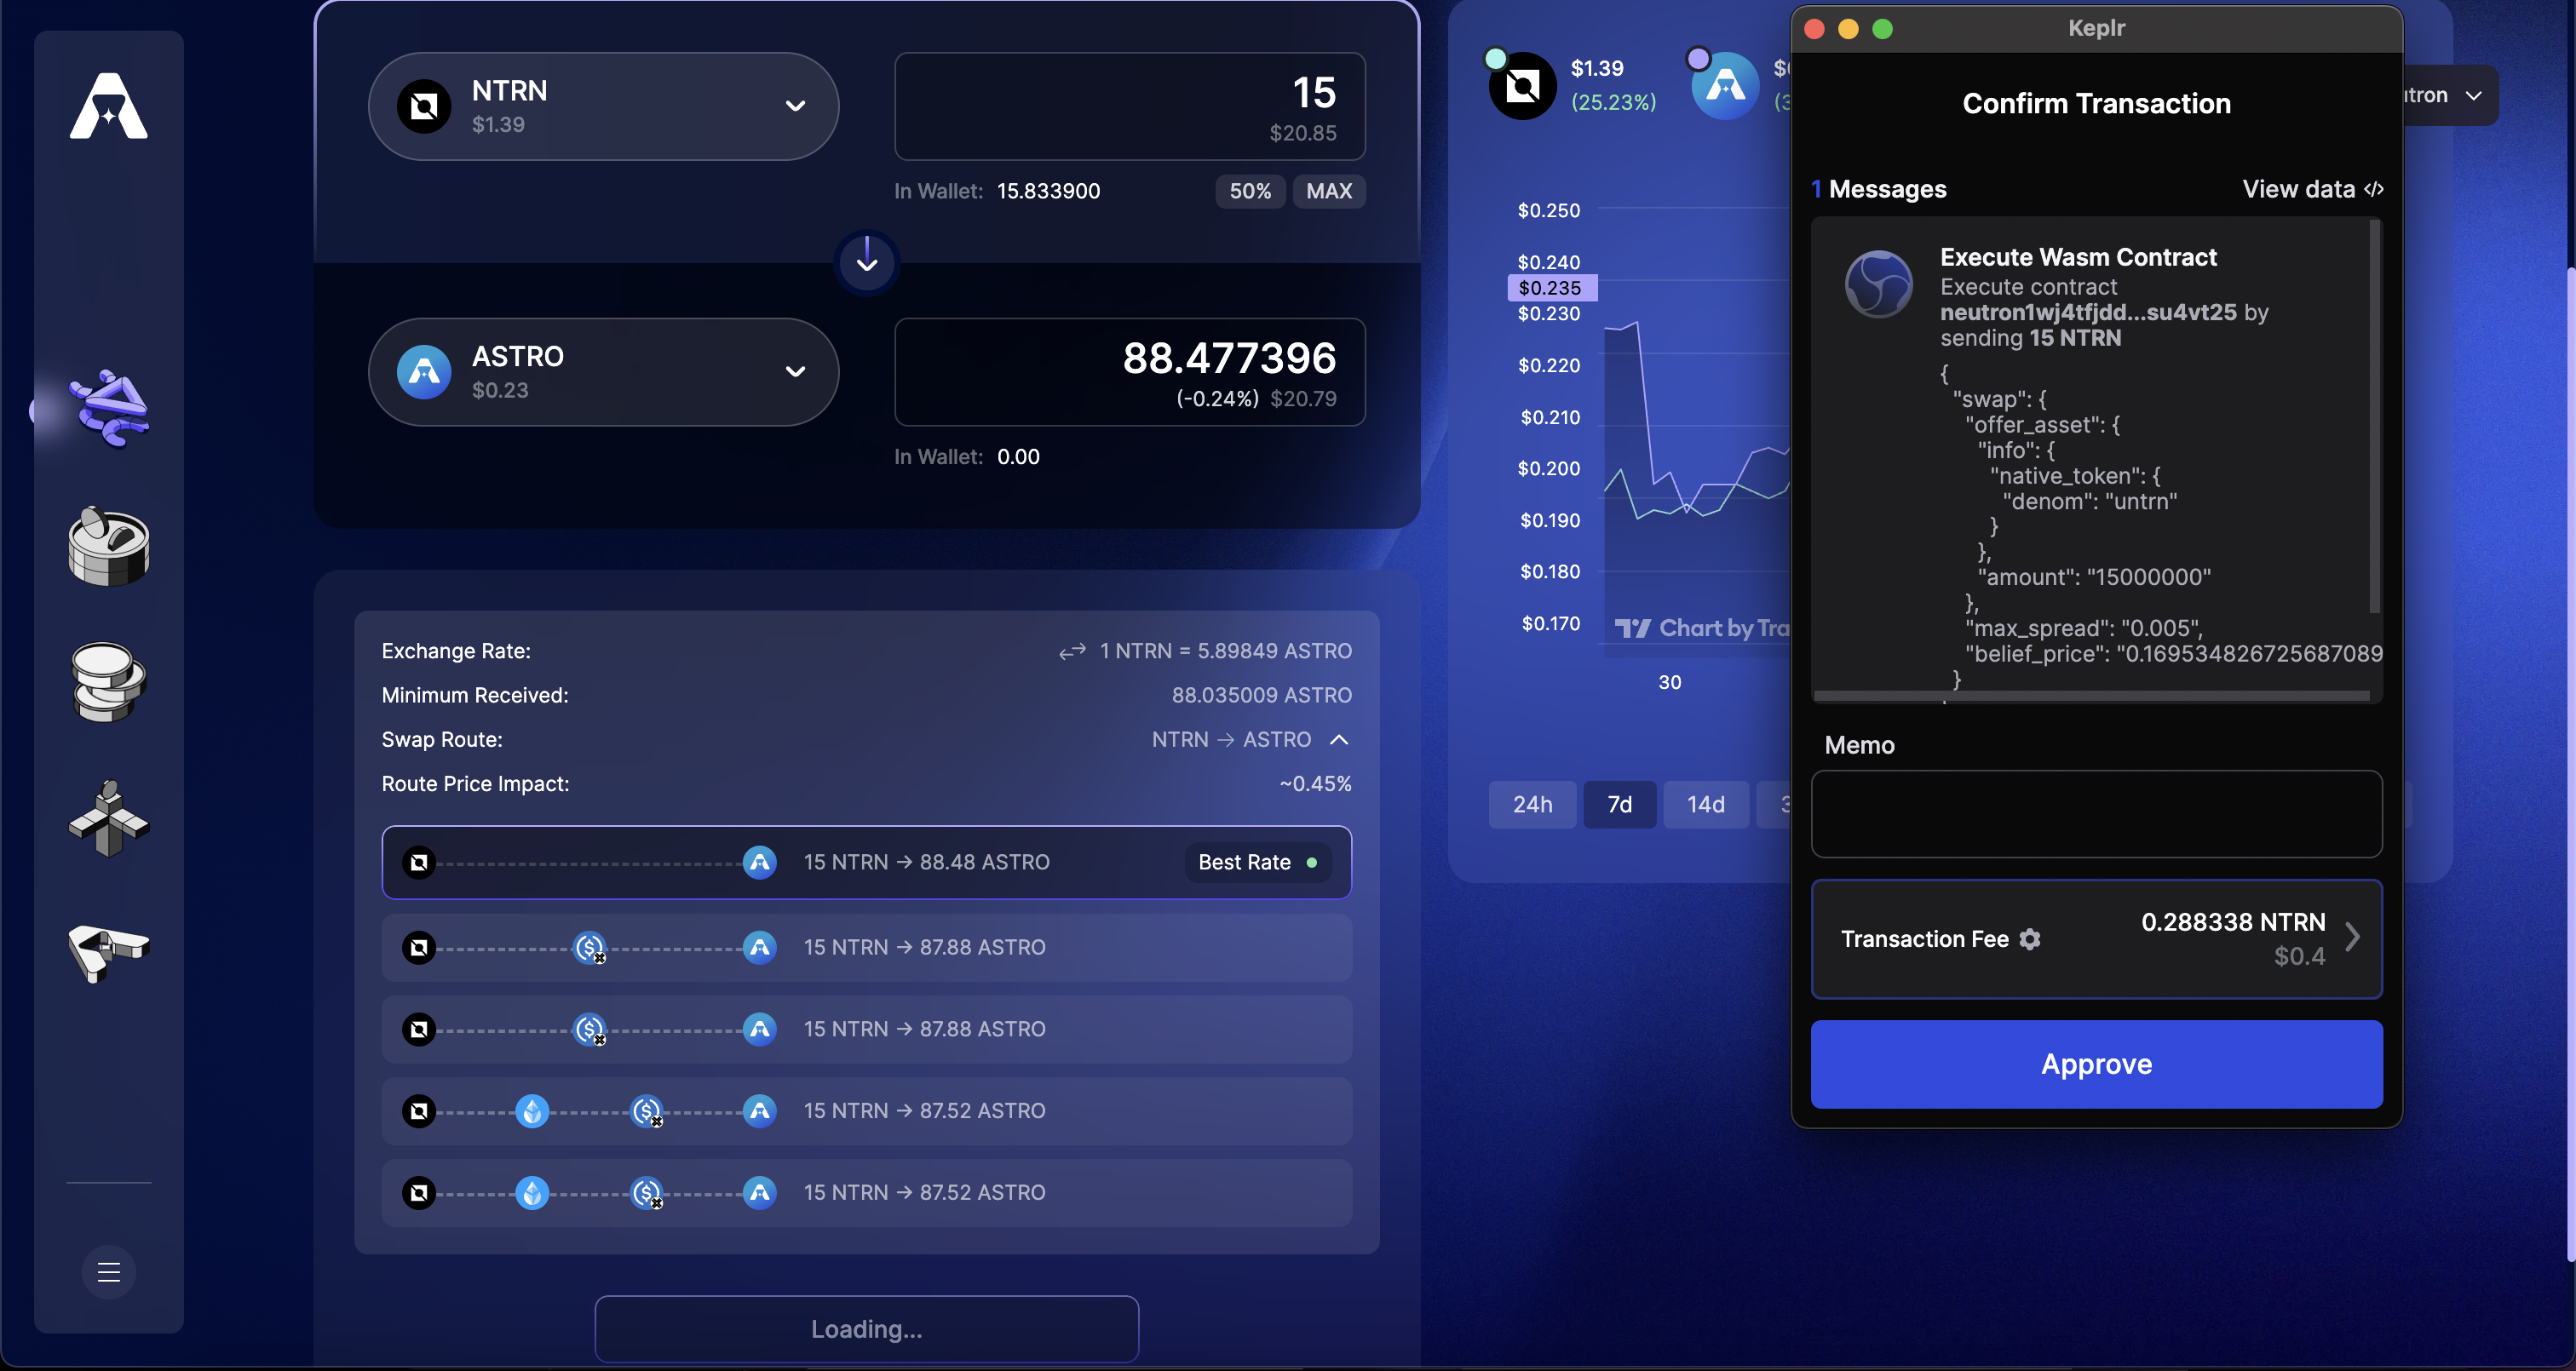 NTRN
$1.39
15
$20.85
In Wallet: 15.833900
50%
MAX
ASTRO
$0.23
88.477396
(-0.24%) $20.79
In Wallet: 0.00
Exchange Rate:
1 NTRN = 5.89849 ASTRO
Minimum Received:
88.035009 ASTRO
Swap Route:
NTRN → ASTRO
Route Price Impact:
~0.45%
15 NTRN → 88.48 ASTRO
Best Rate
15 NTRN → 87.88 ASTRO
15 NTRN → 87.88 ASTRO
15 NTRN → 87.52 ASTRO
15 NTRN → 87.52 ASTRO
Loading...
$1.39
(25.23%)
$0.250
$0.240
$0.235
$0.230
$0.220
$0.210
$0.200
$0.190
$0.180
$0.170
Chart by Tra
30
24h
7d
14d
3
tron
Keplr
Confirm Transaction
1 Messages
View data </>
Execute Wasm Contract
Execute contract
neutron1wj4tfjdd...su4vt25 by
sending 15 NTRN
{
"swap": {
"offer_asset": {
"info": {
"native_token": {
"denom": "untrn"
}
},
"amount": "15000000"
},
"max_spread": "0.005",
"belief_price": "0.169534826725687089
}
Memo
Transaction Fee
0.288338 NTRN
$0.4
Approve